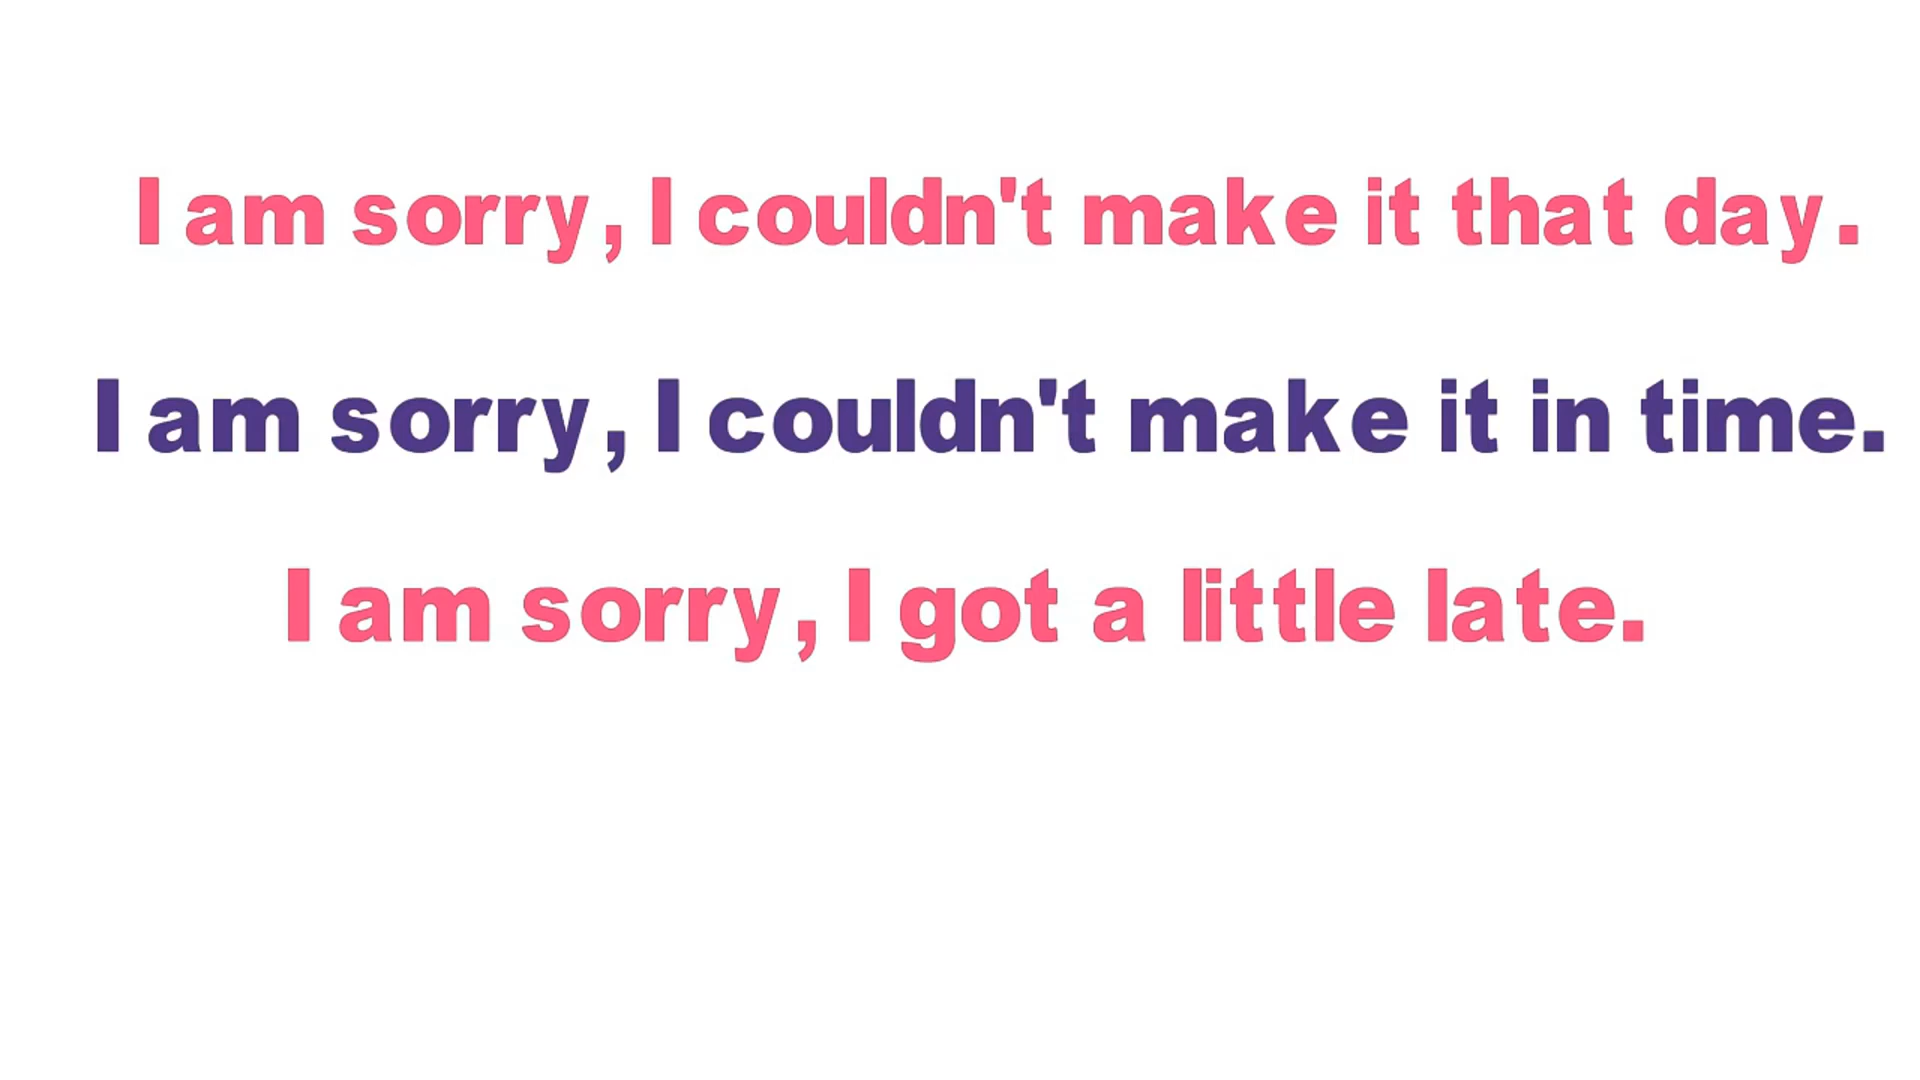 I am sorry, I couldn't make it that day.
I am sorry, I couldn't make it in time.
I am sorry, I got a little late.